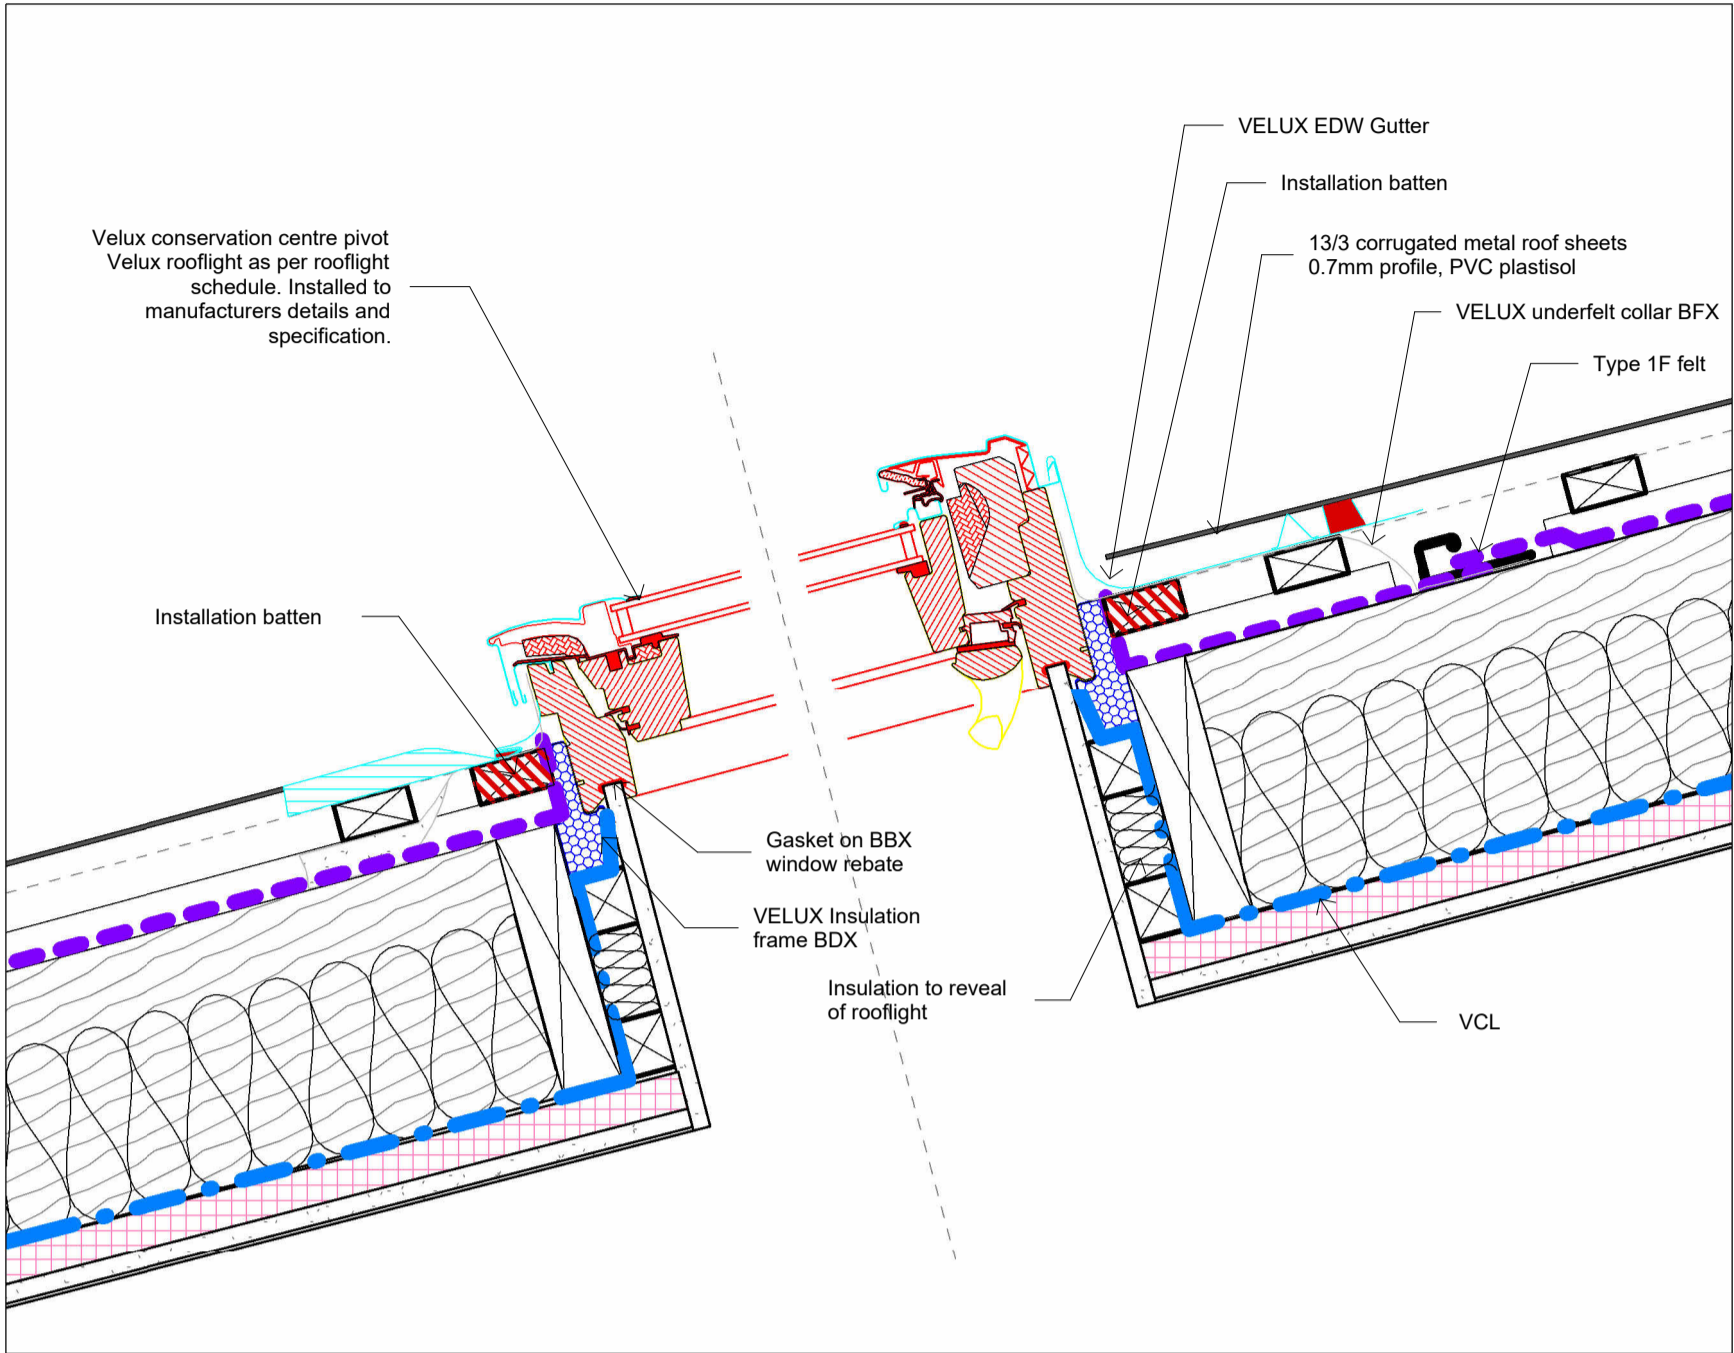 VELUX EDW Gutter
Installation batten
Velux conservation centre pivot
Velux rooflight as per rooflight
schedule. Installed to
manufacturers details and
specification.
13/3 corrugated metal roof sheets
0.7mm profile, PVC plastisol
VELUX underfelt collar BFX
Type 1F felt
Installation batten
Gasket on BBX
window rebate
VELUX Insulation
frame BDX
Insulation to reveal
of rooflight
VCL